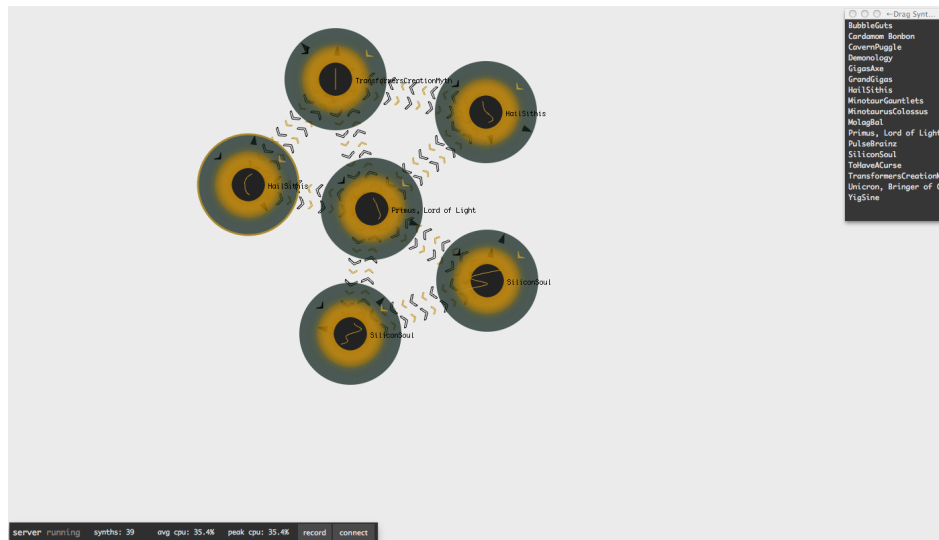 ←Drag Synt...
BubbleGuts
Cardamom Bonbon
CavernPuggle
Demonology
GigasAxe
GrandGigas
HailSithis
MinotaurGauntlets
MinotaurusColossus
MolagBal
Primus, Lord of Light
PulseBrainz
SiliconSoul
ToHaveACurse
TransformersCreationM
Unicron, Bringer of C
YigSine
TransformersCreationMyth
HailSithis
HailSithis
Primus, Lord of Light
SiliconSoul
SiliconSoul
server running synths: 39 avg cpu: 35.4% peak cpu: 35.4% record connect